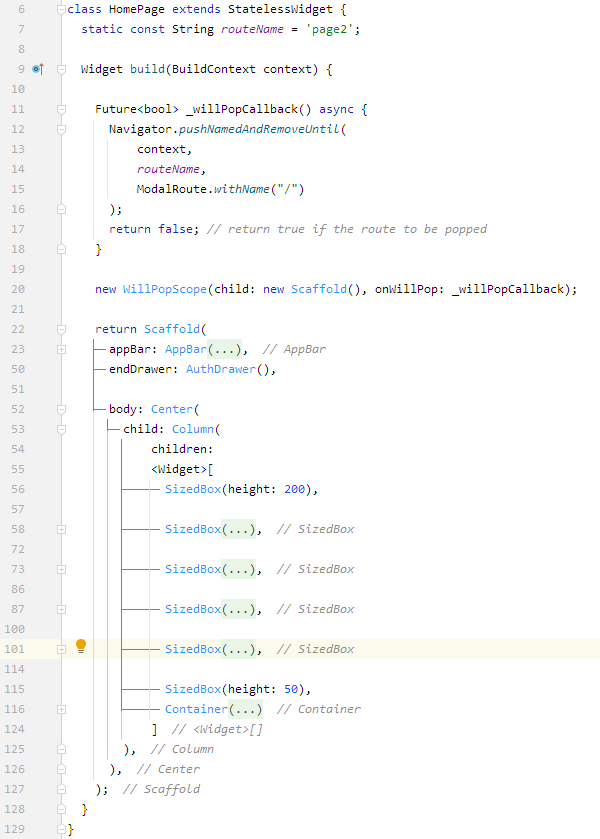 6 class HomePage extends StatelessWidget {
7   static const String routeName = 'page2';
8
9   Widget build(BuildContext context) {
10
11     Future<bool> _willPopCallback() async {
12       Navigator.pushNamedAndRemoveUntil(
13           context,
14           routeName,
15           ModalRoute.withName("/")
16       );
17       return false; // return true if the route to be popped
18     }
19
20     new WillPopScope(child: new Scaffold(), onWillPop: _willPopCallback);
21
22     return Scaffold(
23       appBar: AppBar(...),  // AppBar
50       endDrawer: AuthDrawer(),
51
52       body: Center(
53         child: Column(
54             children:
55             <Widget>[
56               SizedBox(height: 200),
57
58               SizedBox(...),  // SizedBox
72
73               SizedBox(...),  // SizedBox
86
87               SizedBox(...),  // SizedBox
100
101               SizedBox(...),  // SizedBox
114
115               SizedBox(height: 50),
116               Container(...)  // Container
124             ]  // <Widget>[]
125         ),  // Column
126       ),  // Center
127     );  // Scaffold
128   }
129 }